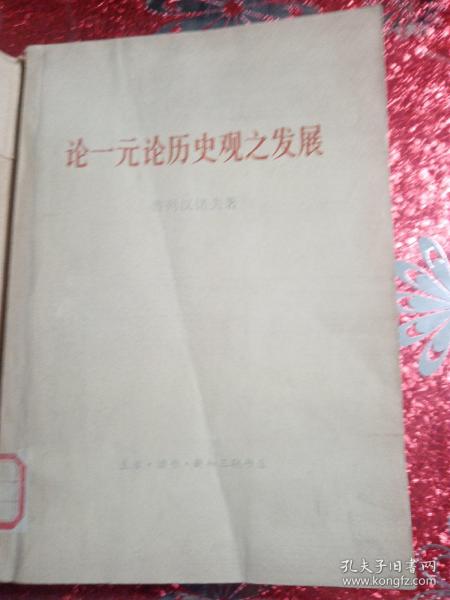 论一元论历史观之发展
普列汉诺夫著
生活·读书·新知三联书店
孔夫子旧书网
www.kongfz.com